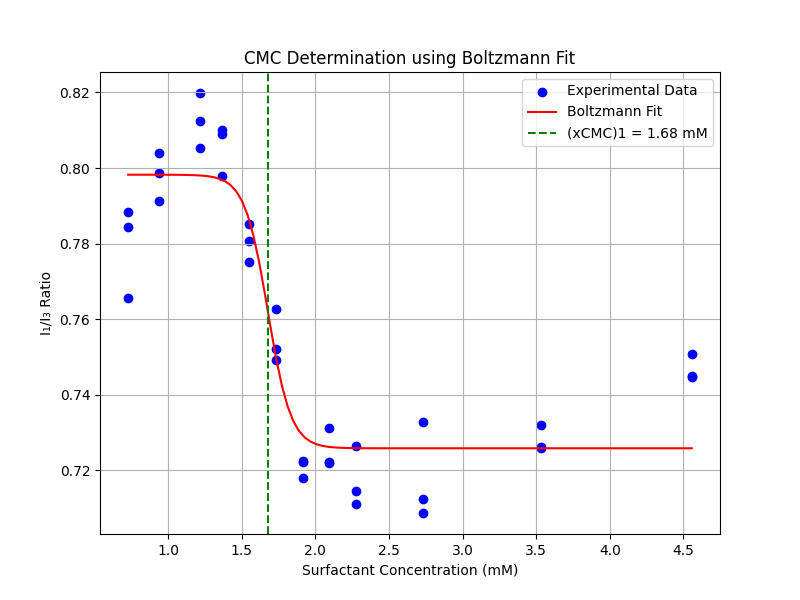 CMC Determination using Boltzmann Fit
Experimental Data
Boltzmann Fit
(xCMC)1 = 1.68 mM
I₁/I₃ Ratio
0.82
0.80
0.78
0.76
0.74
0.72
1.0 1.5 2.0 2.5 3.0 3.5 4.0 4.5
Surfactant Concentration (mM)